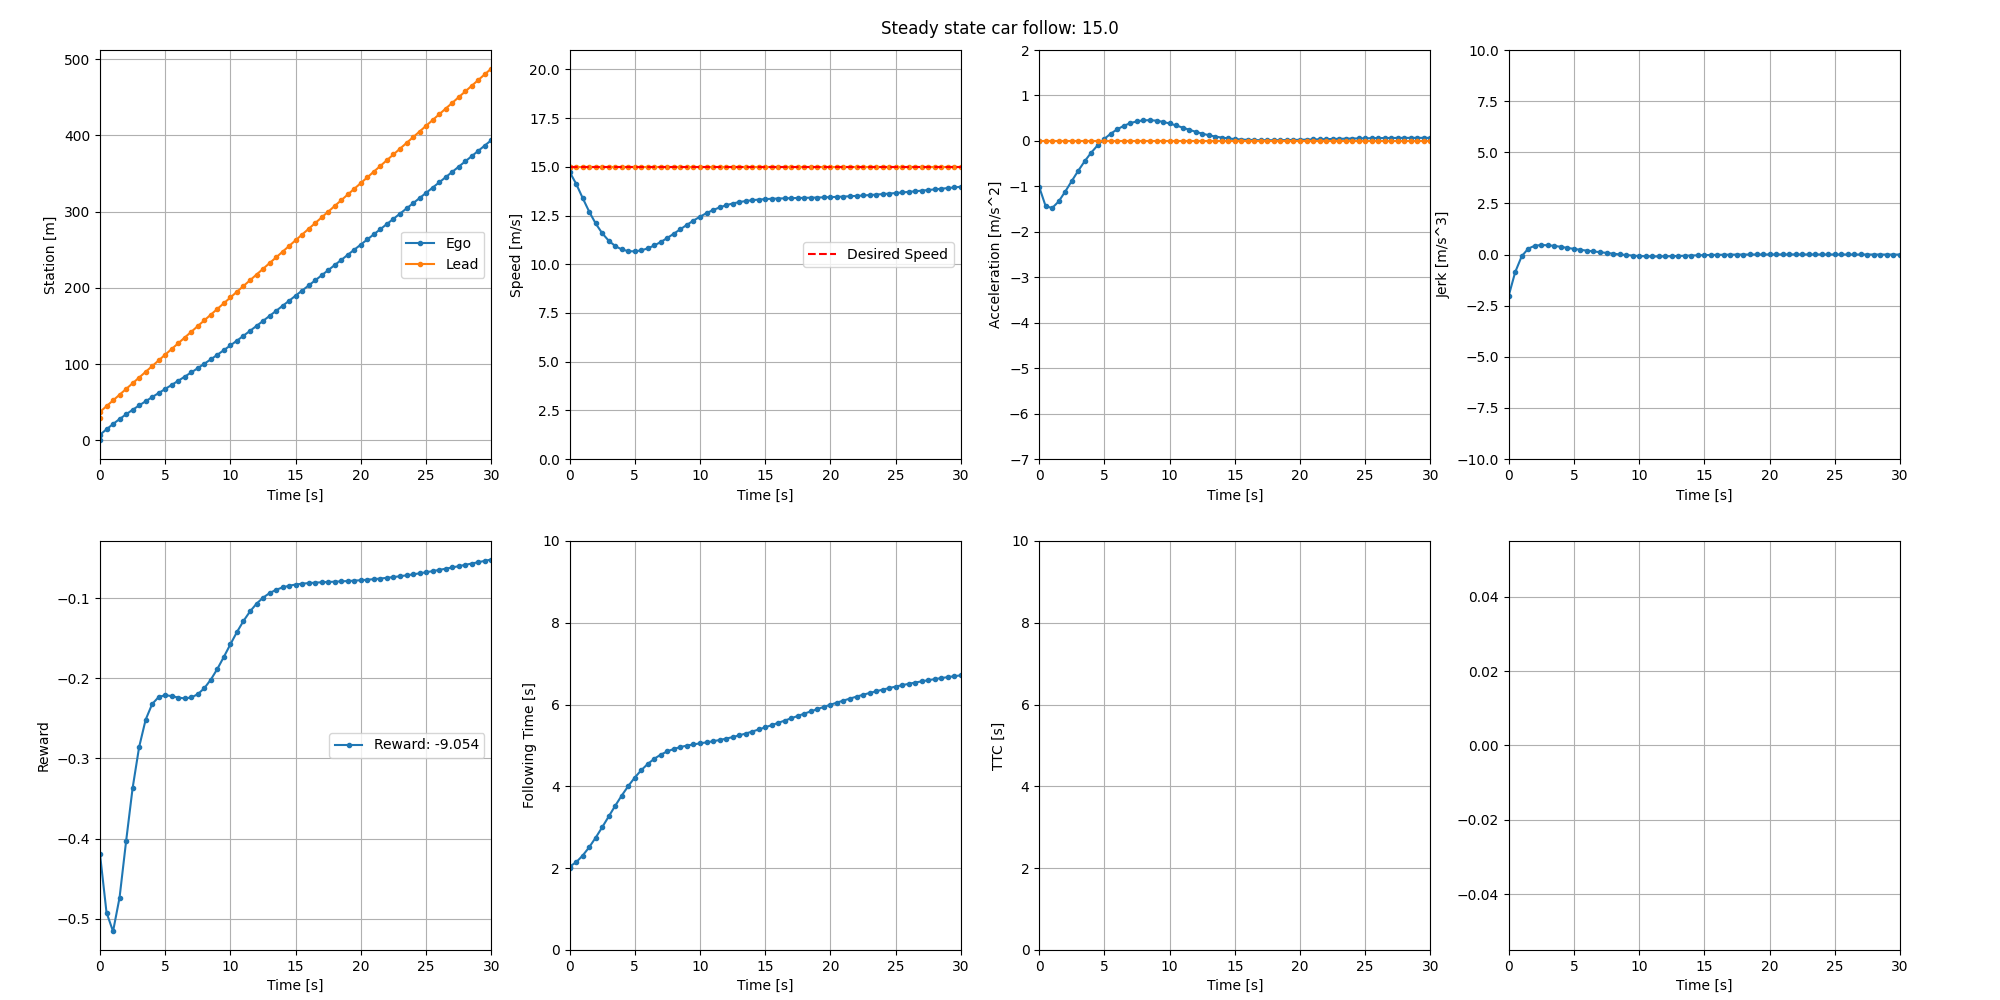 Steady state car follow: 15.0
500
400
300
200
100
0
Station [m]
0 5 10 15 20 25 30
Time [s]
Ego
Lead
20.0
17.5
15.0
12.5
10.0
7.5
5.0
2.5
0.0
Speed [m/s]
0 5 10 15 20 25 30
Time [s]
Desired Speed
2
1
0
−1
−2
−3
−4
−5
−6
−7
Acceleration [m/s^2]
0 5 10 15 20 25 30
Time [s]
10.0
7.5
5.0
2.5
0.0
−2.5
−5.0
−7.5
−10.0
Jerk [m/s^3]
0 5 10 15 20 25 30
Time [s]
−0.1
−0.2
−0.3
−0.4
−0.5
Reward
0 5 10 15 20 25 30
Time [s]
Reward: -9.054
10
8
6
4
2
0
Following Time [s]
0 5 10 15 20 25 30
Time [s]
10
8
6
4
2
0
TTC [s]
0 5 10 15 20 25 30
Time [s]
0.04
0.02
0.00
−0.02
−0.04
0 5 10 15 20 25 30
Time [s]